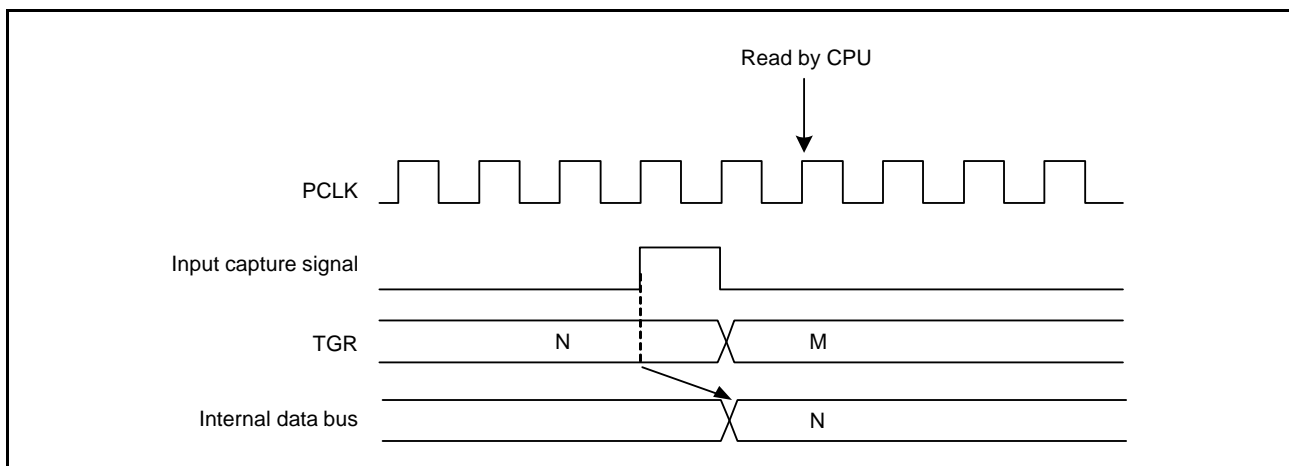 Read by CPU
PCLK
Input capture signal
TGR
N
M
Internal data bus
N